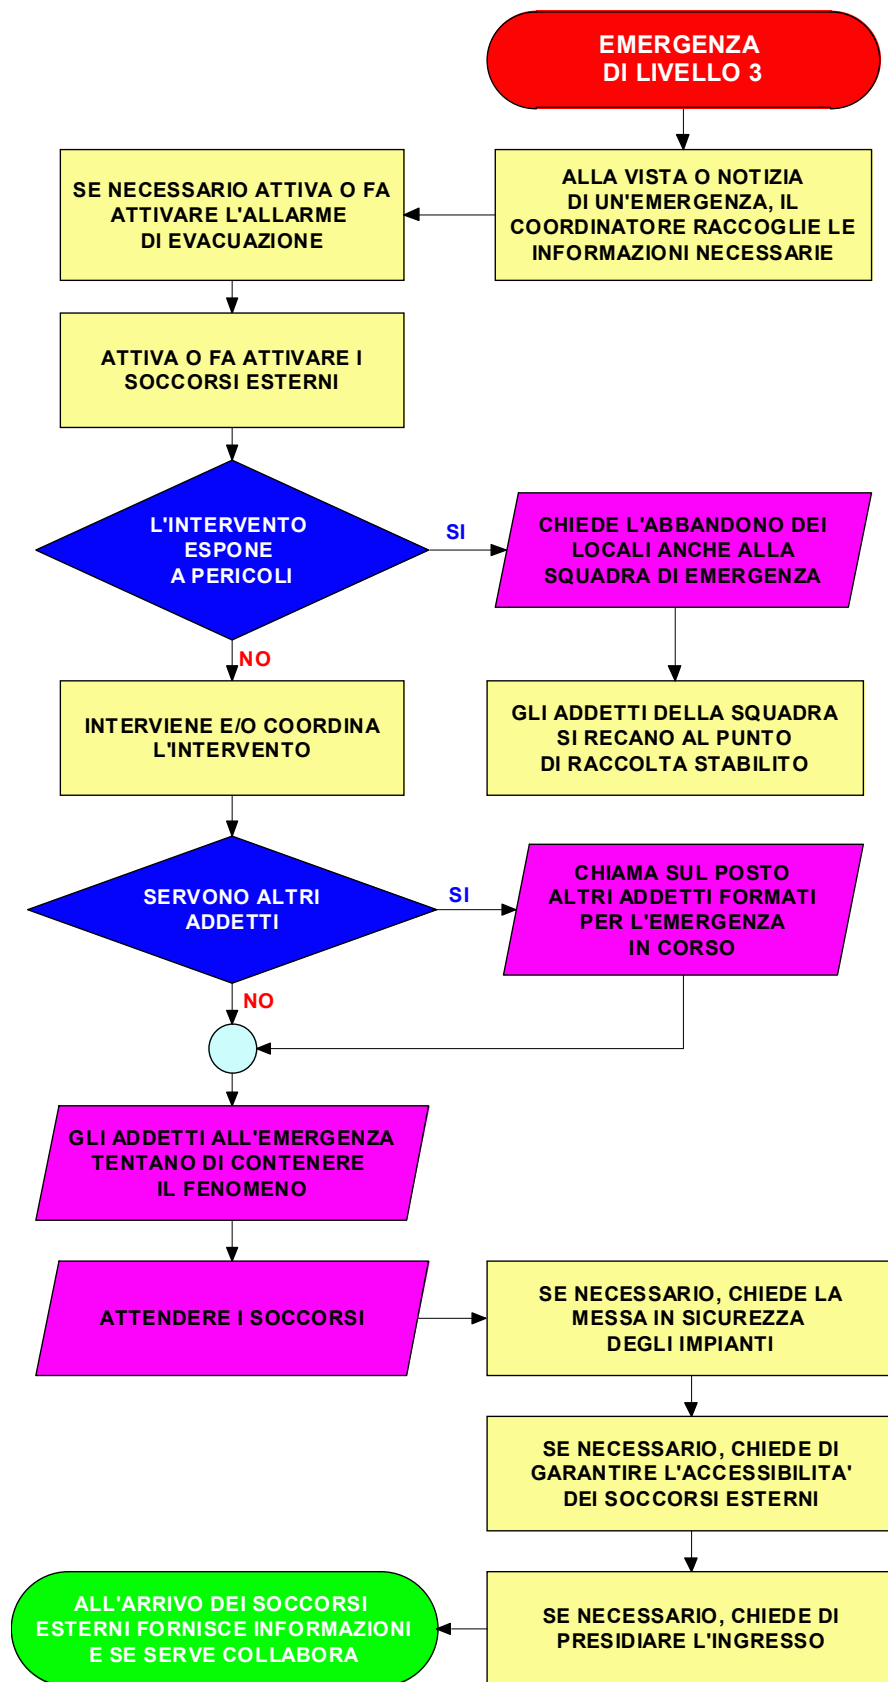 EMERGENZA
DI LIVELLO 3
ALLA VISTA O NOTIZIA
DI UN'EMERGENZA, IL
COORDINATORE RACCOGLIE LE
INFORMAZIONI NECESSARIE
SE NECESSARIO ATTIVA O FA
ATTIVARE L'ALLARME
DI EVACUAZIONE
ATTIVA O FA ATTIVARE I
SOCCORSI ESTERNI
L'INTERVENTO
ESPONE
A PERICOLI
SI
CHIEDE L'ABBANDONO DEI
LOCALI ANCHE ALLA
SQUADRA DI EMERGENZA
GLI ADDETTI DELLA SQUADRA
SI RECANO AL PUNTO
DI RACCOLTA STABILITO
NO
INTERVIENE E/O COORDINA
L'INTERVENTO
SERVONO ALTRI
ADDETTI
SI
CHIAMA SUL POSTO
ALTRI ADDETTI FORMATI
PER L'EMERGENZA
IN CORSO
NO
GLI ADDETTI ALL'EMERGENZA
TENTANO DI CONTENERE
IL FENOMENO
ATTENDERE I SOCCORSI
SE NECESSARIO, CHIEDE LA
MESSA IN SICUREZZA
DEGLI IMPIANTI
SE NECESSARIO, CHIEDE DI
GARANTIRE L'ACCESSIBILITA'
DEI SOCCORSI ESTERNI
SE NECESSARIO, CHIEDE DI
PRESIDIARE L'INGRESSO
ALL'ARRIVO DEI SOCCORSI
ESTERNI FORNISCE INFORMAZIONI
E SE SERVE COLLABORA